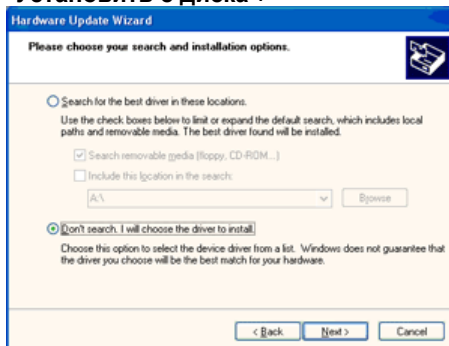 Установить с диска".
Hardware Update Wizard
Please choose your search and installation options.
Search for the best driver in these locations.
Use the check boxes below to limit or expand the default search, which includes local
paths and removable media. The best driver found will be installed.
Search removable media (floppy, CD-ROM...)
Include this location in the search:
A:\
Browse
Don't search. I will choose the driver to install.
Choose this option to select the device driver from a list. Windows does not guarantee that
the driver you choose will be the best match for your hardware.
< Back Next > Cancel